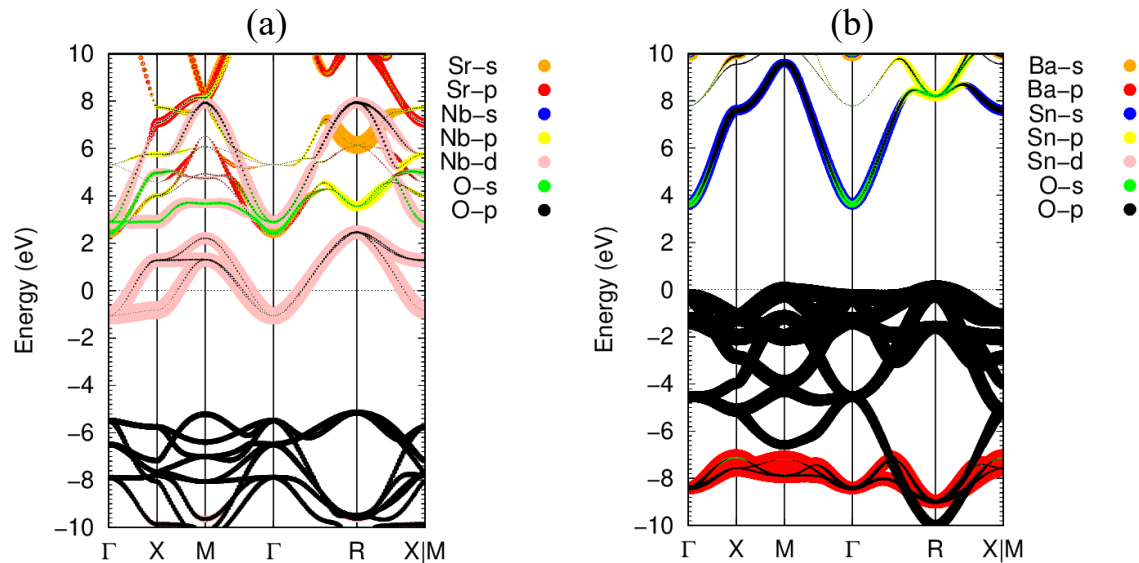 (a)
10
8
6
4
2
0
−2
−4
−6
−8
−10
Energy (eV)
Γ X M Γ R X|M
Sr−s
Sr−p
Nb−s
Nb−p
Nb−d
O−s
O−p
(b)
10
8
6
4
2
0
−2
−4
−6
−8
−10
Energy (eV)
Γ X M Γ R X|M
Ba−s
Ba−p
Sn−s
Sn−p
Sn−d
O−s
O−p